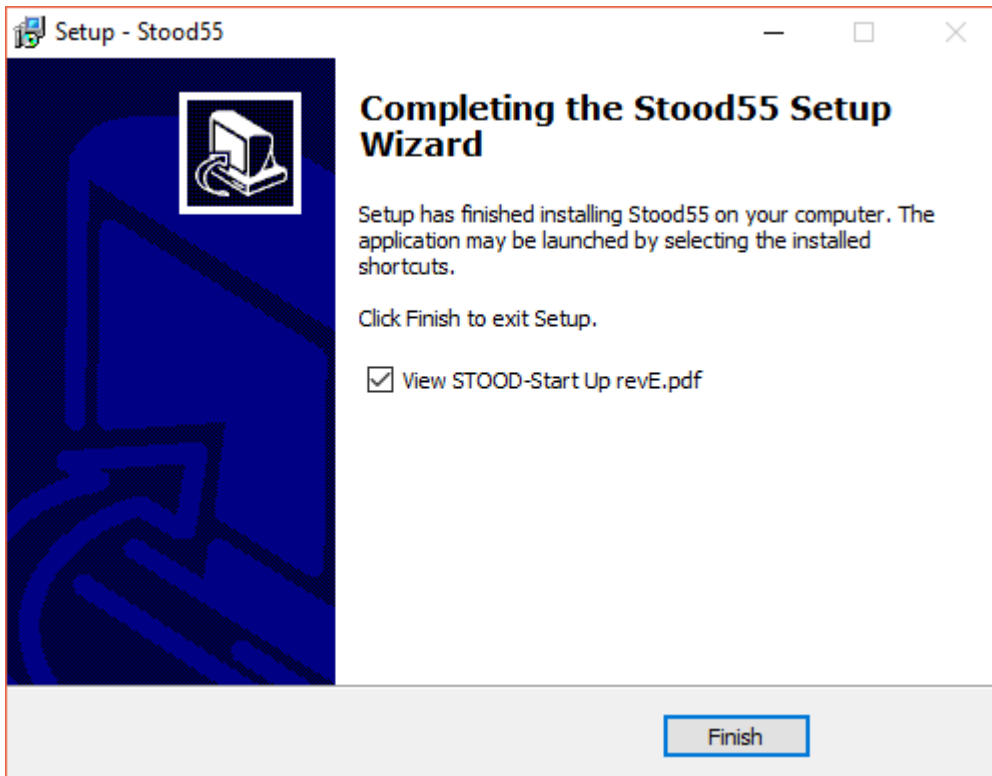 Setup - Stood55
Completing the Stood55 Setup
Wizard
Setup has finished installing Stood55 on your computer. The
application may be launched by selecting the installed
shortcuts.
Click Finish to exit Setup.
View STOOD-Start Up revE.pdf
Finish